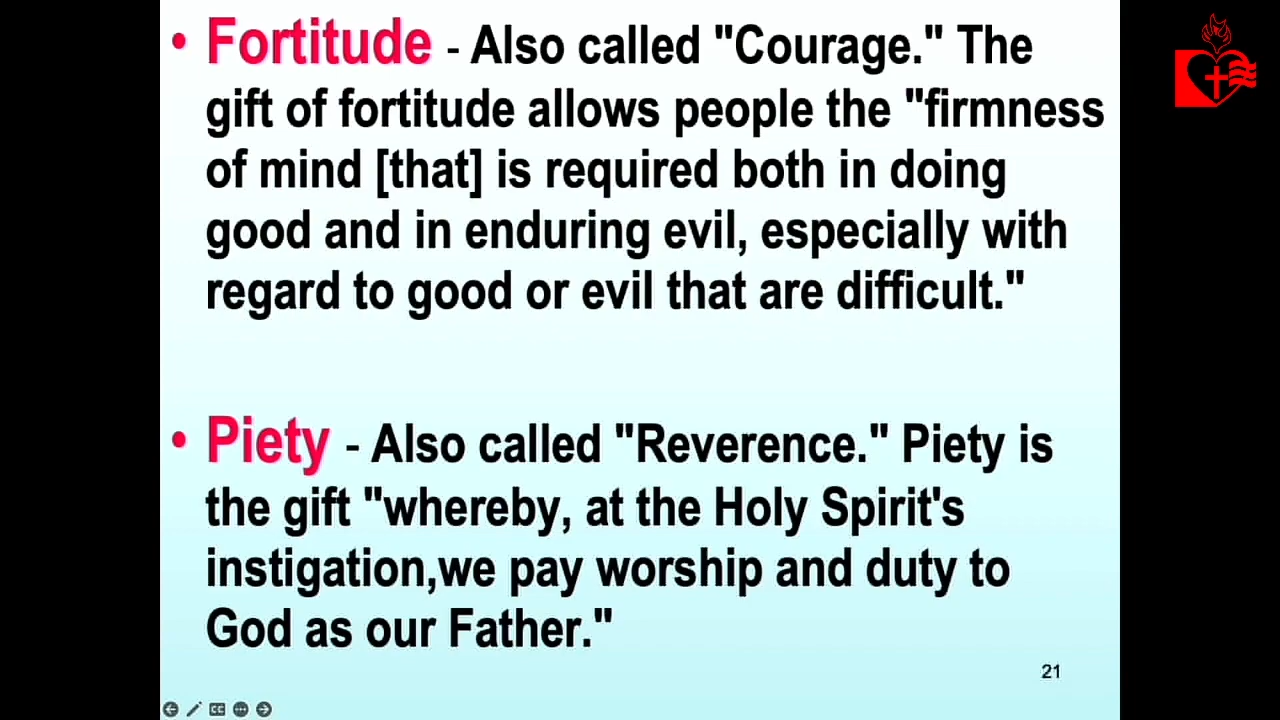 • Fortitude - Also called "Courage." The
gift of fortitude allows people the "firmness
of mind [that] is required both in doing
good and in enduring evil, especially with
regard to good or evil that are difficult."
• Piety - Also called "Reverence." Piety is
the gift "whereby, at the Holy Spirit's
instigation,we pay worship and duty to
God as our Father."
21
CC